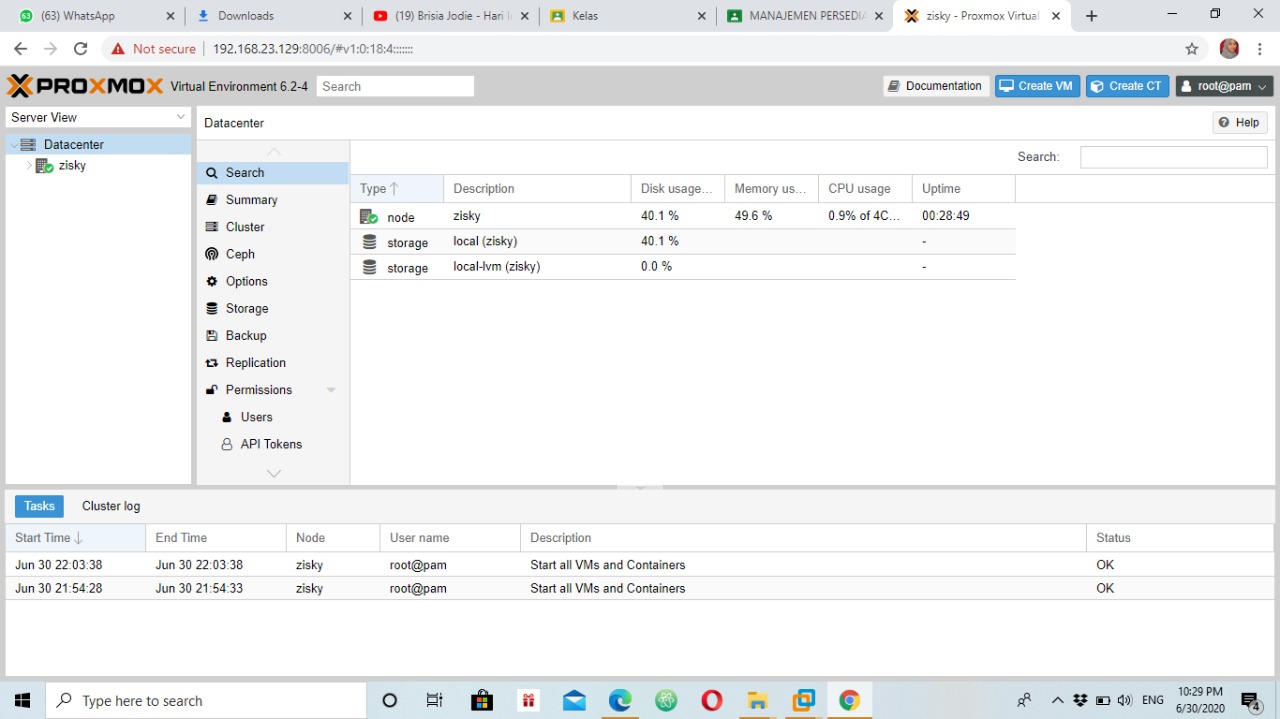 (63) WhatsApp
Downloads
(19) Brisia Jodie - Hari I
Kelas
MANAJEMEN PERSEDIA
zisky - Proxmox Virtual
Not secure
192.168.23.129:8006/#v1:0:18:4:::::::
PROXMOX Virtual Environment 6.2-4
Search
Documentation
Create VM
Create CT
root@pam
Server View
Datacenter
zisky
Datacenter
Help
Search
Summary
Cluster
Ceph
Options
Storage
Backup
Replication
Permissions
Users
API Tokens
Search:
Type Description Disk usage... Memory us... CPU usage Uptime
node zisky 40.1 % 49.6 % 0.9% of 4C... 00:28:49
storage local (zisky) 40.1 % -
storage local-lvm (zisky) 0.0 % -
Tasks Cluster log
Start Time End Time Node User name Description Status
Jun 30 22:03:38 Jun 30 22:03:38 zisky root@pam Start all VMs and Containers OK
Jun 30 21:54:28 Jun 30 21:54:33 zisky root@pam Start all VMs and Containers OK
Type here to search
ENG
10:29 PM
6/30/2020
4